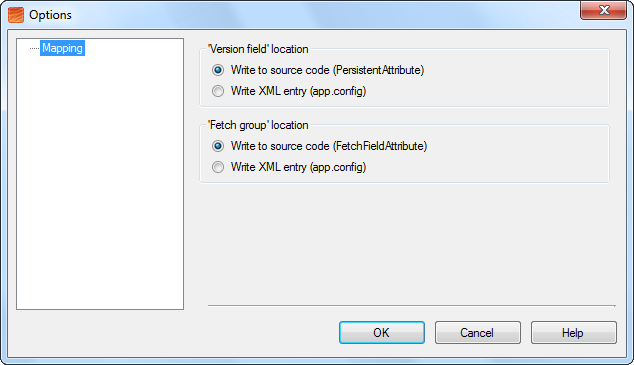 Options
Mapping
'Version field' location
Write to source code (PersistentAttribute)
Write XML entry (app.config)
'Fetch group' location
Write to source code (FetchFieldAttribute)
Write XML entry (app.config)
OK Cancel Help